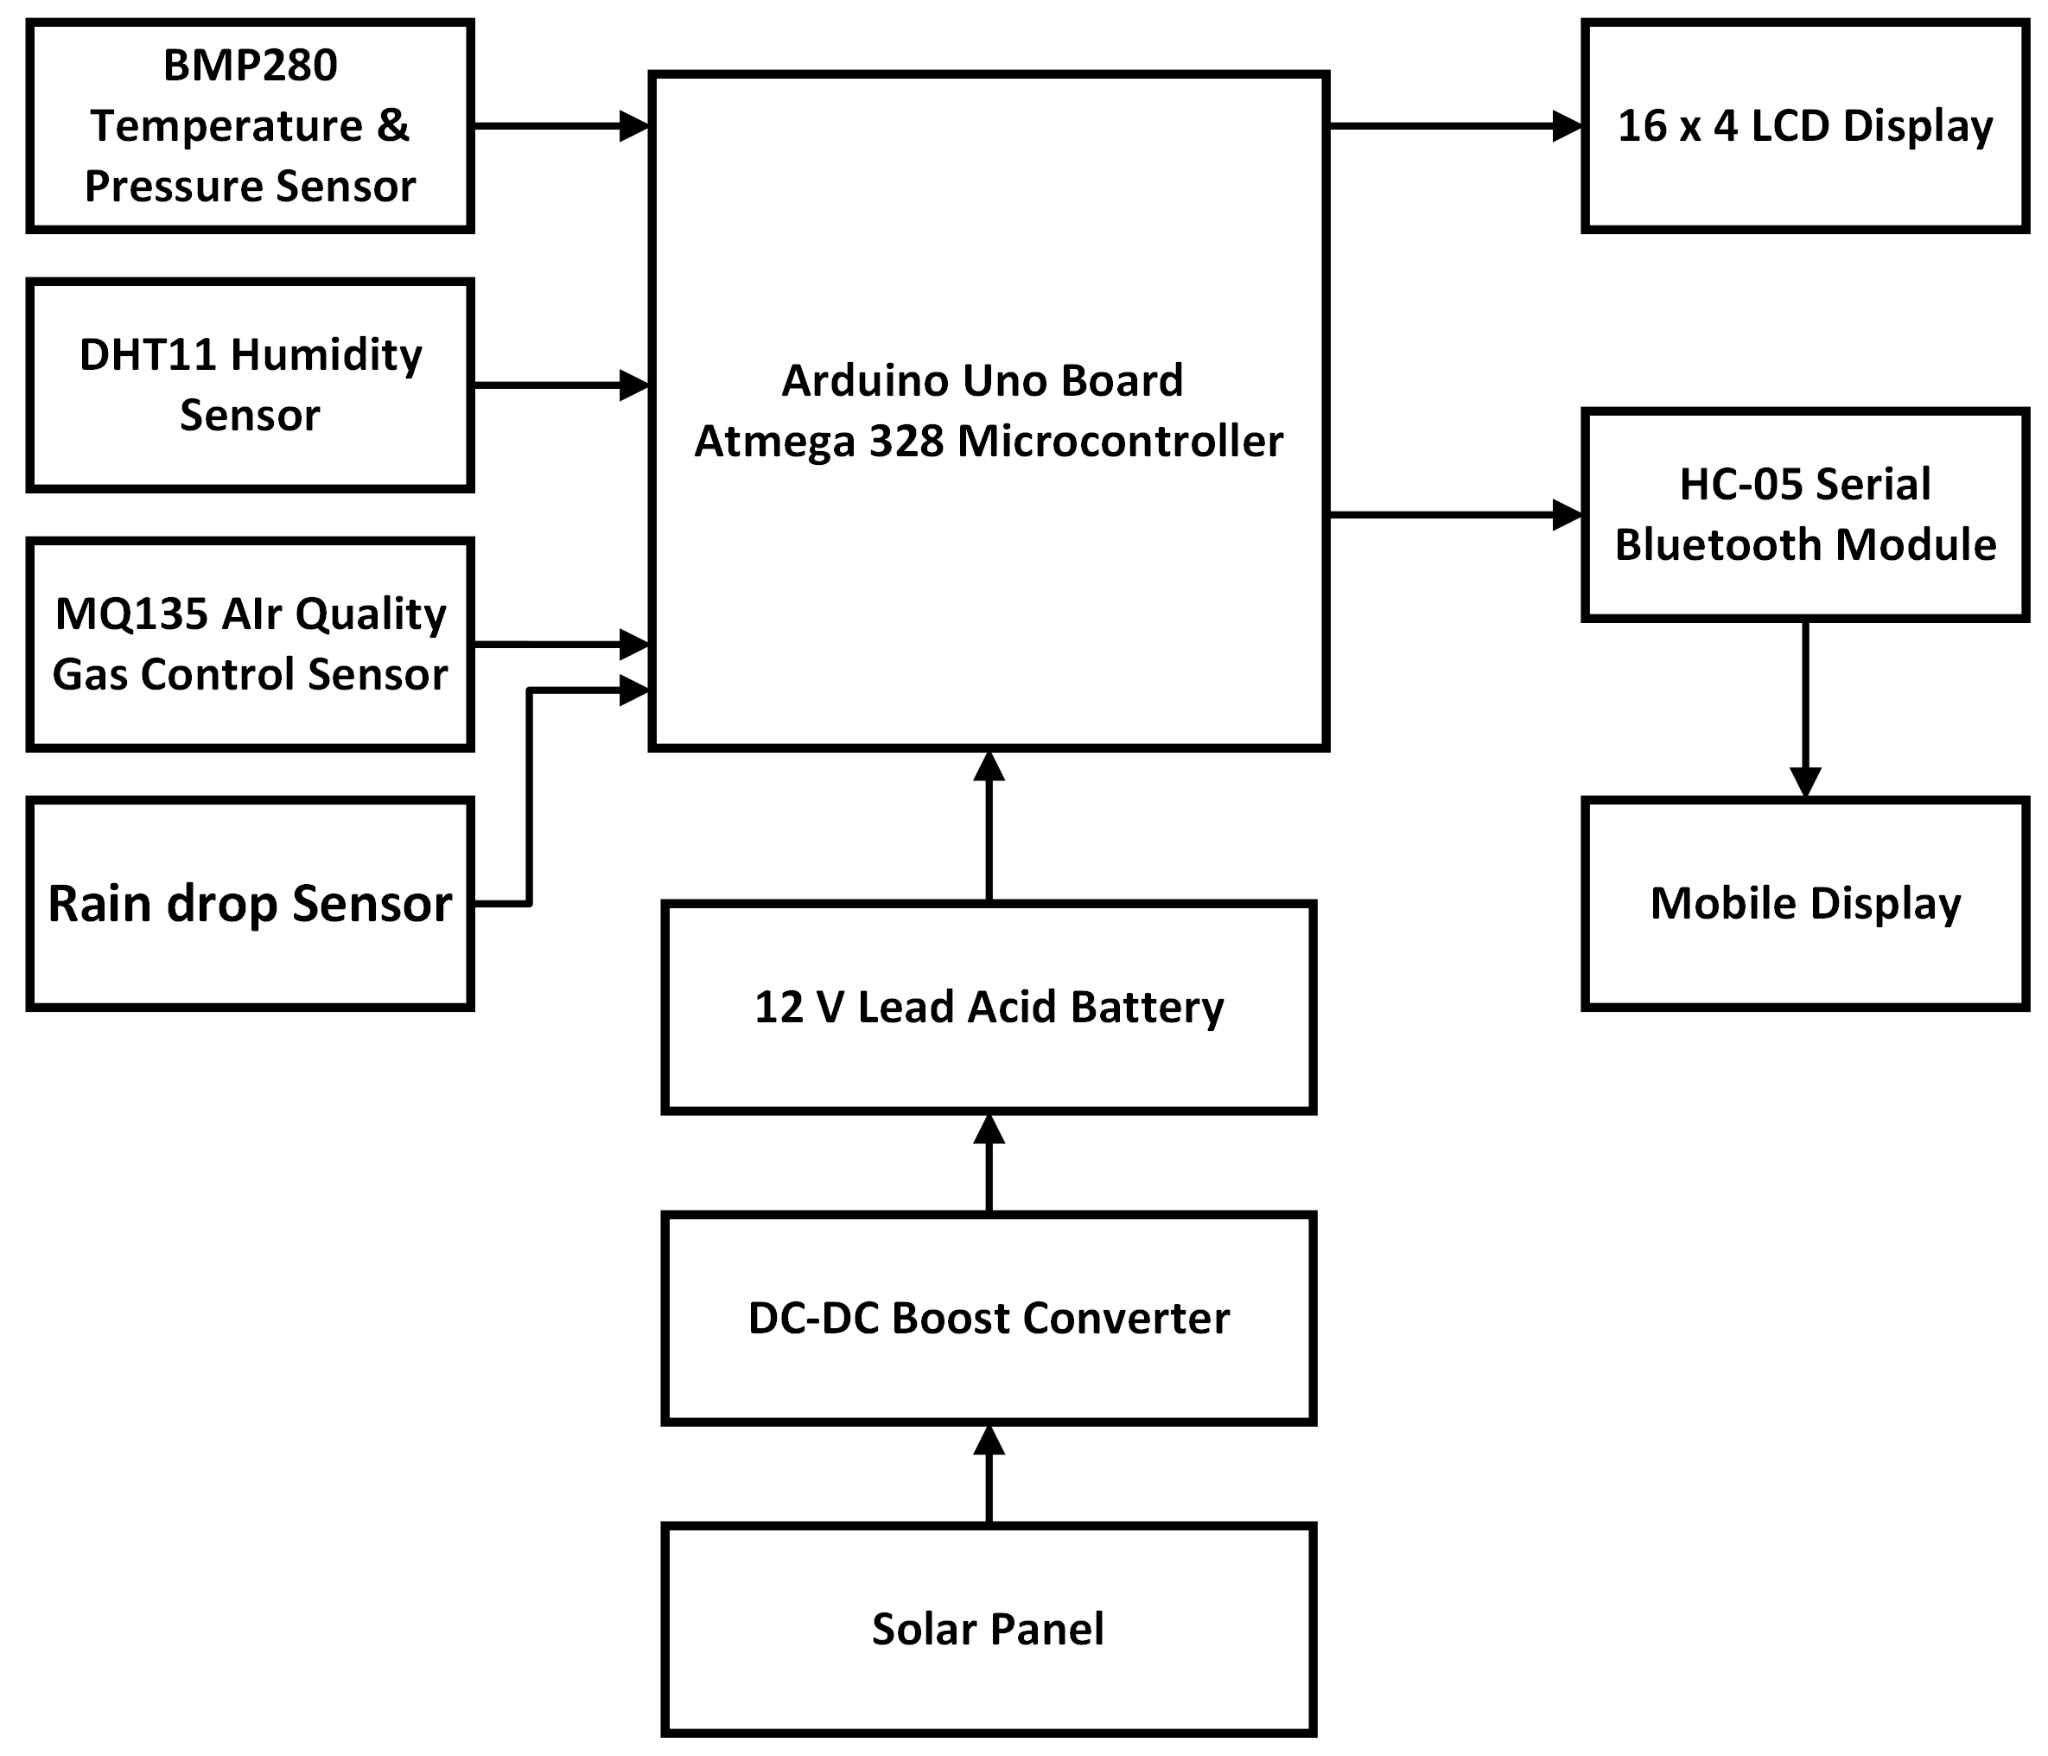 BMP280
Temperature &
Pressure Sensor
DHT11 Humidity
Sensor
MQ135 AIr Quality
Gas Control Sensor
Rain drop Sensor
Arduino Uno Board
Atmega 328 Microcontroller
12 V Lead Acid Battery
DC-DC Boost Converter
Solar Panel
16 x 4 LCD Display
HC-05 Serial
Bluetooth Module
Mobile Display